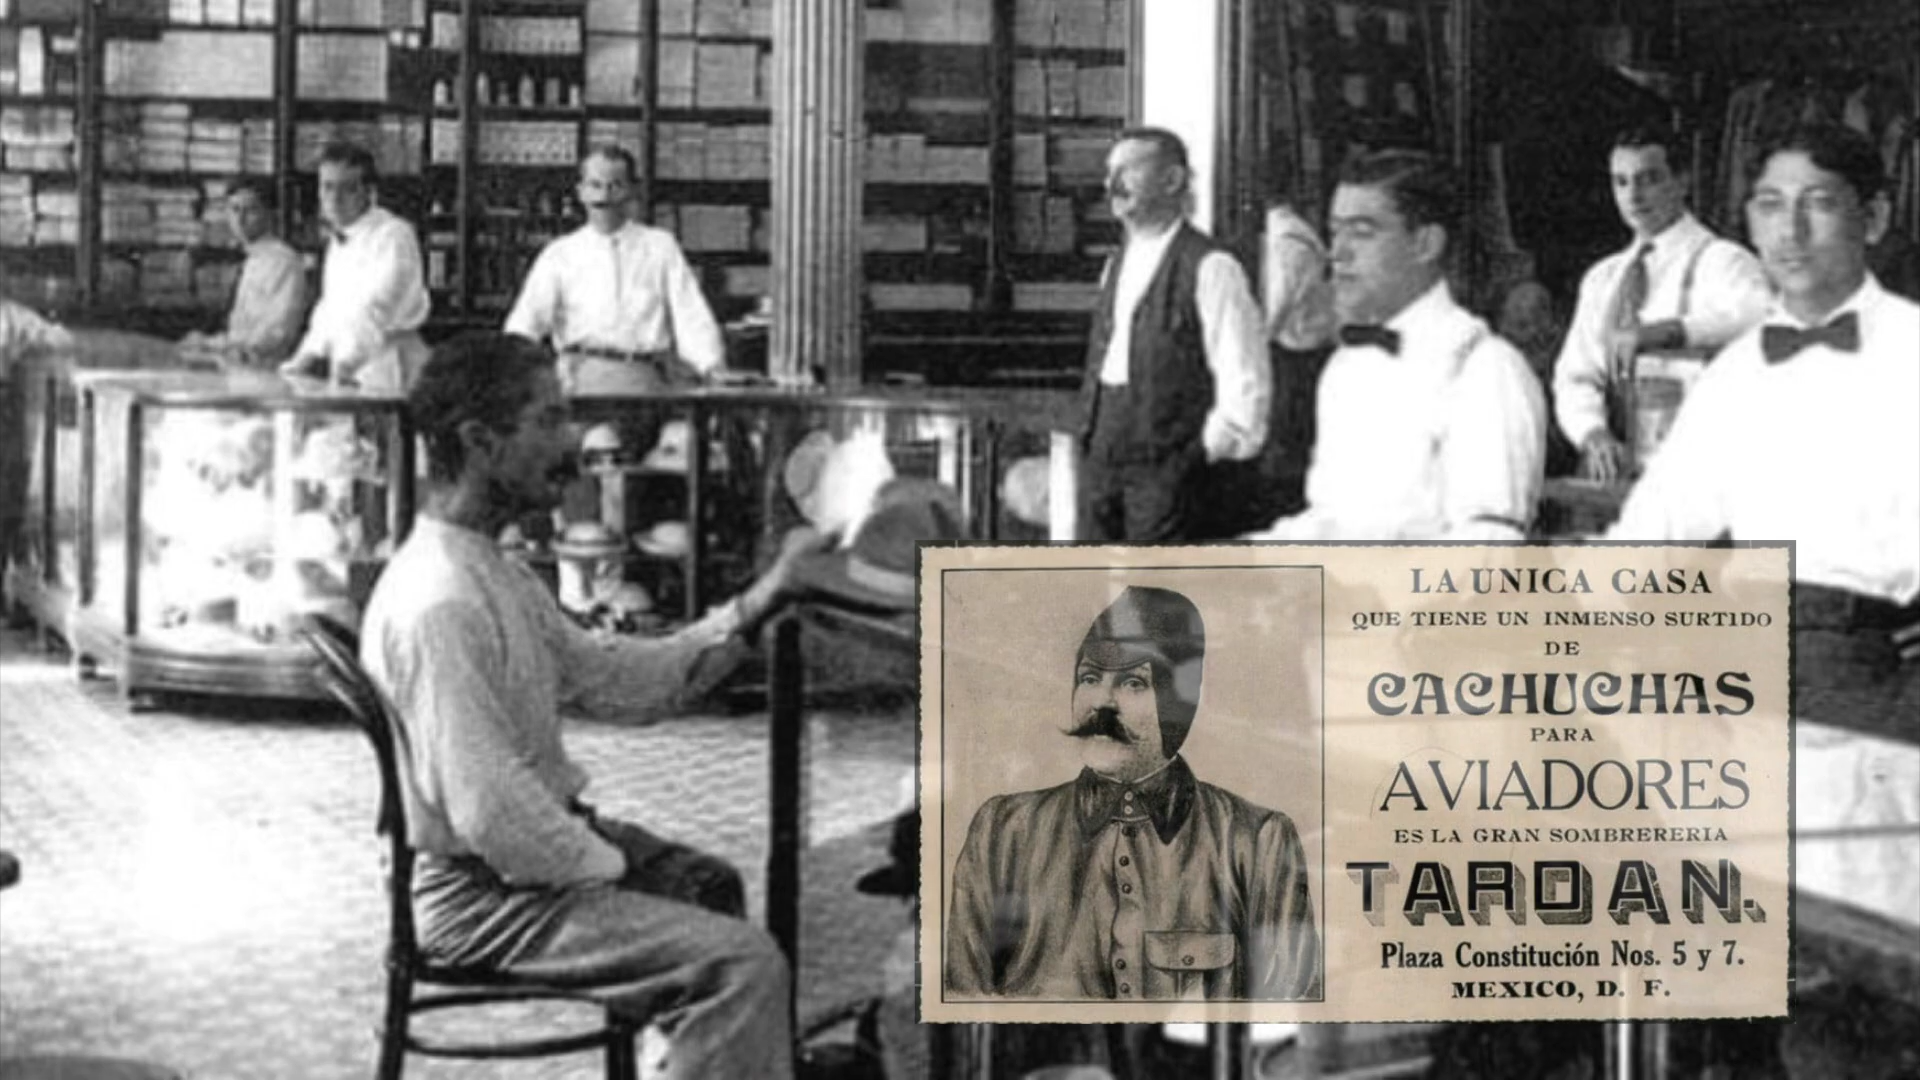 LA UNICA CASA
QUE TIENE UN INMENSO SURTIDO
DE
CACHUCHAS
PARA
AVIADORES
ES LA GRAN SOMBRERERIA
TARDAN.
Plaza Constitución Nos. 5 y 7.
MEXICO, D. F.